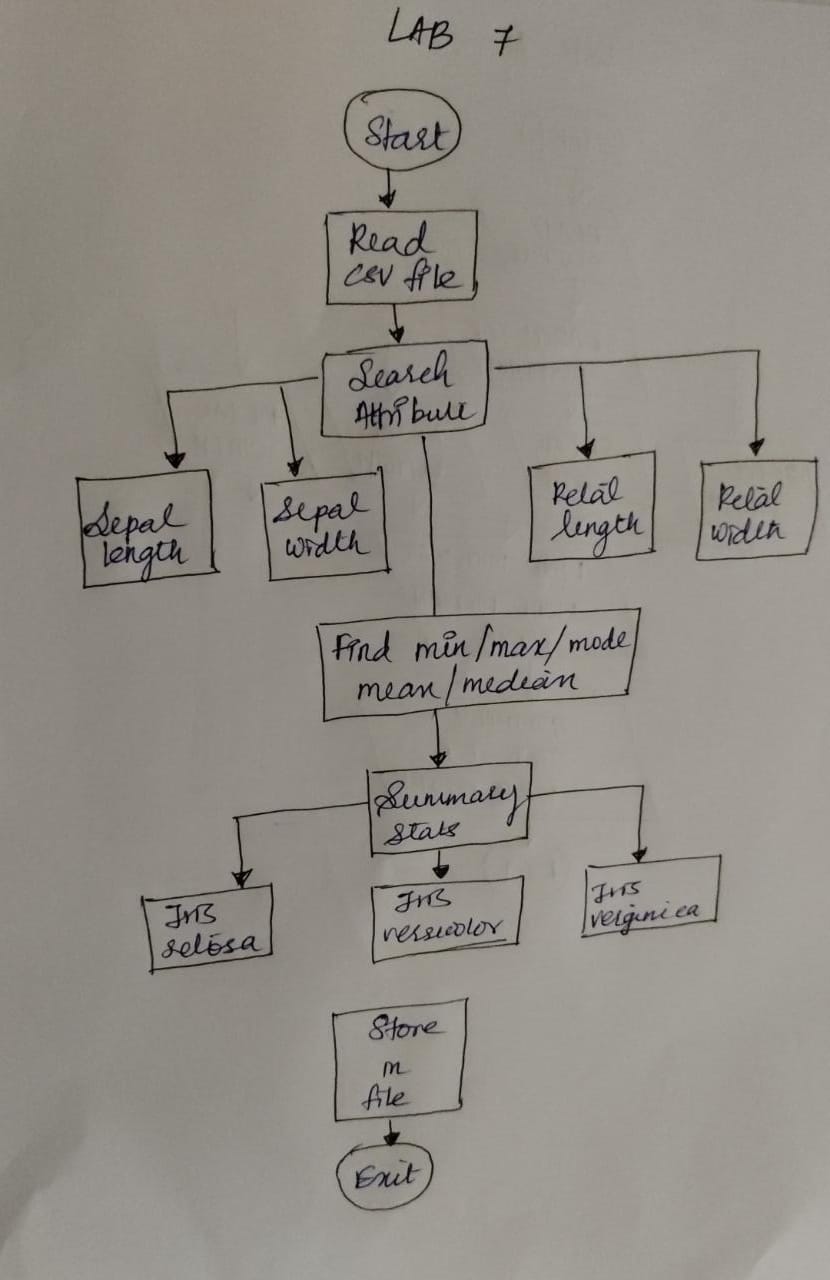 LAB 7
Start
Read
csv file
Search
Attribute
Sepal
length
Sepal
width
Petal
length
Petal
width
Find min/max/mode
mean/median
Summary
Stats
Iris
setosa
Iris
versicolor
Iris
verginica
Store
in
file
Exit